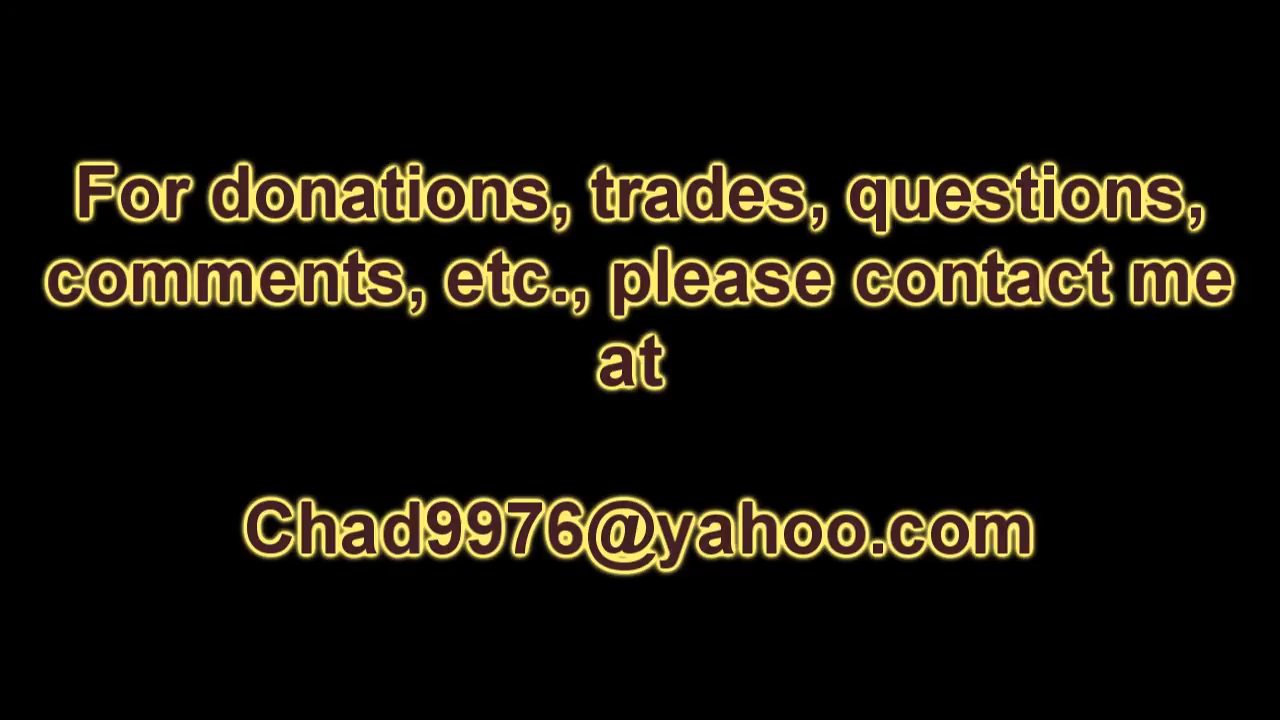 For donations, trades, questions,
comments, etc., please contact me
at
Chad9976@yahoo.com